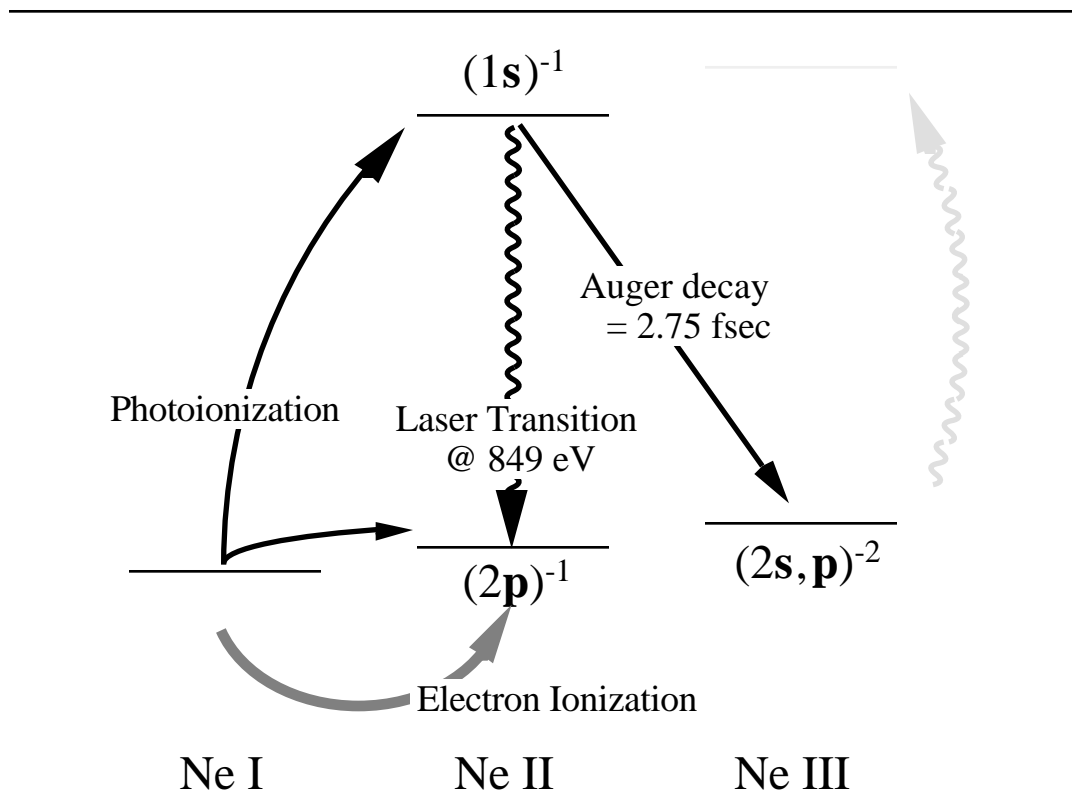 (1s)-1
Auger decay
= 2.75 fsec
Photoionization
Laser Transition
@ 849 eV
(2p)-1
(2s,p)-2
Electron Ionization
Ne I
Ne II
Ne III